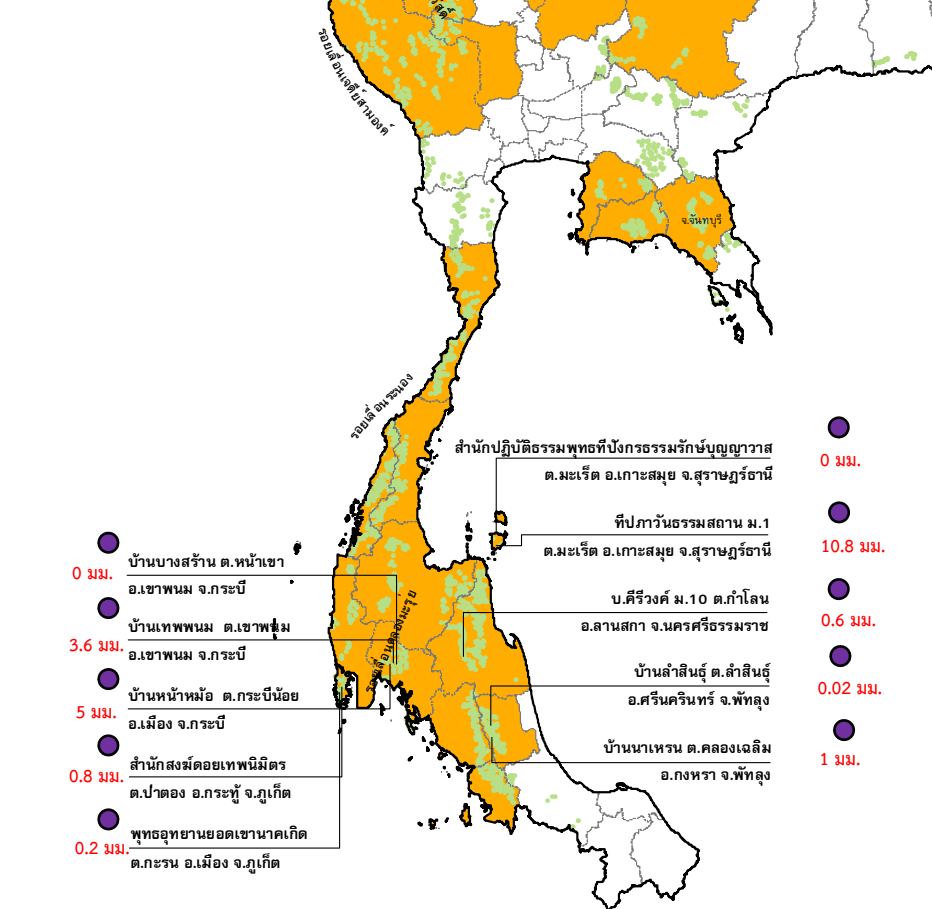 รอยเลื่อนเจดีย์สามองค์
จ.จันทบุรี
รอยเลื่อนระนอง
รอยเลื่อนคลองมะรุ่ย
สำนักปฎิบัติธรรมพุทธทีปังกรธรรมรักษ์บุญญาวาส
ต.มะเร็ต อ.เกาะสมุย จ.สุราษฎร์ธานี
0 มม.
ทีปภาวันธรรมสถาน ม.1
ต.มะเร็ต อ.เกาะสมุย จ.สุราษฎร์ธานี
10.8 มม.
บ.คีรีวงค์ ม.10 ต.กำโลน
อ.ลานสกา จ.นครศรีธรรมราช
0.6 มม.
บ้านลำสินธุ์ ต.ลำสินธุ์
อ.ศรีนครินทร์ จ.พัทลุง
0.02 มม.
บ้านนาเหรน ต.คลองเฉลิม
อ.กงหรา จ.พัทลุง
1 มม.
บ้านบางสร้าน ต.หน้าเขา
0 มม.
อ.เขาพนม จ.กระบี่
บ้านเทพพนม ต.เขาพนม
3.6 มม.
อ.เขาพนม จ.กระบี่
บ้านหน้าหม้อ ต.กระบี่น้อย
5 มม.
อ.เมือง จ.กระบี่
สำนักสงฆ์ดอยเทพนิมิตร
0.8 มม.
ต.ป่าตอง อ.กระทู้ จ.ภูเก็ต
พุทธอุทยานยอดเขานาคเกิด
0.2 มม.
ต.กะรน อ.เมือง จ.ภูเก็ต